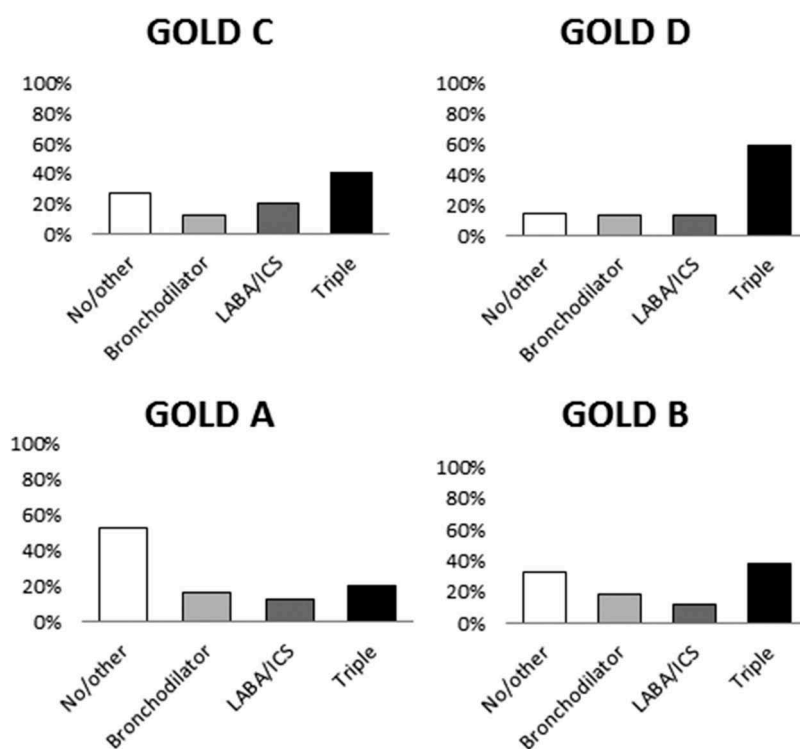 GOLD C
100%
80%
60%
40%
20%
0%
No/other
Bronchodilator
LABA/ICS
Triple
GOLD D
100%
80%
60%
40%
20%
0%
No/other
Bronchodilator
LABA/ICS
Triple
GOLD A
100%
80%
60%
40%
20%
0%
No/other
Bronchodilator
LABA/ICS
Triple
GOLD B
100%
80%
60%
40%
20%
0%
No/other
Bronchodilator
LABA/ICS
Triple